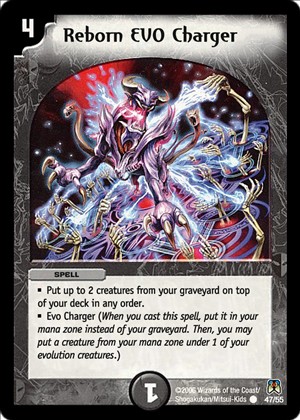 4
Reborn EVO Charger
SPELL
▪ Put up to 2 creatures from your graveyard on top
of your deck in any order.
▪ Evo Charger (When you cast this spell, put it in your
mana zone instead of your graveyard. Then, you may
put a creature from your mana zone under 1 of your
evolution creatures).
1
©2006 Wizards of the Coast/
Shogakukan/Mitsui-Kids
47/55